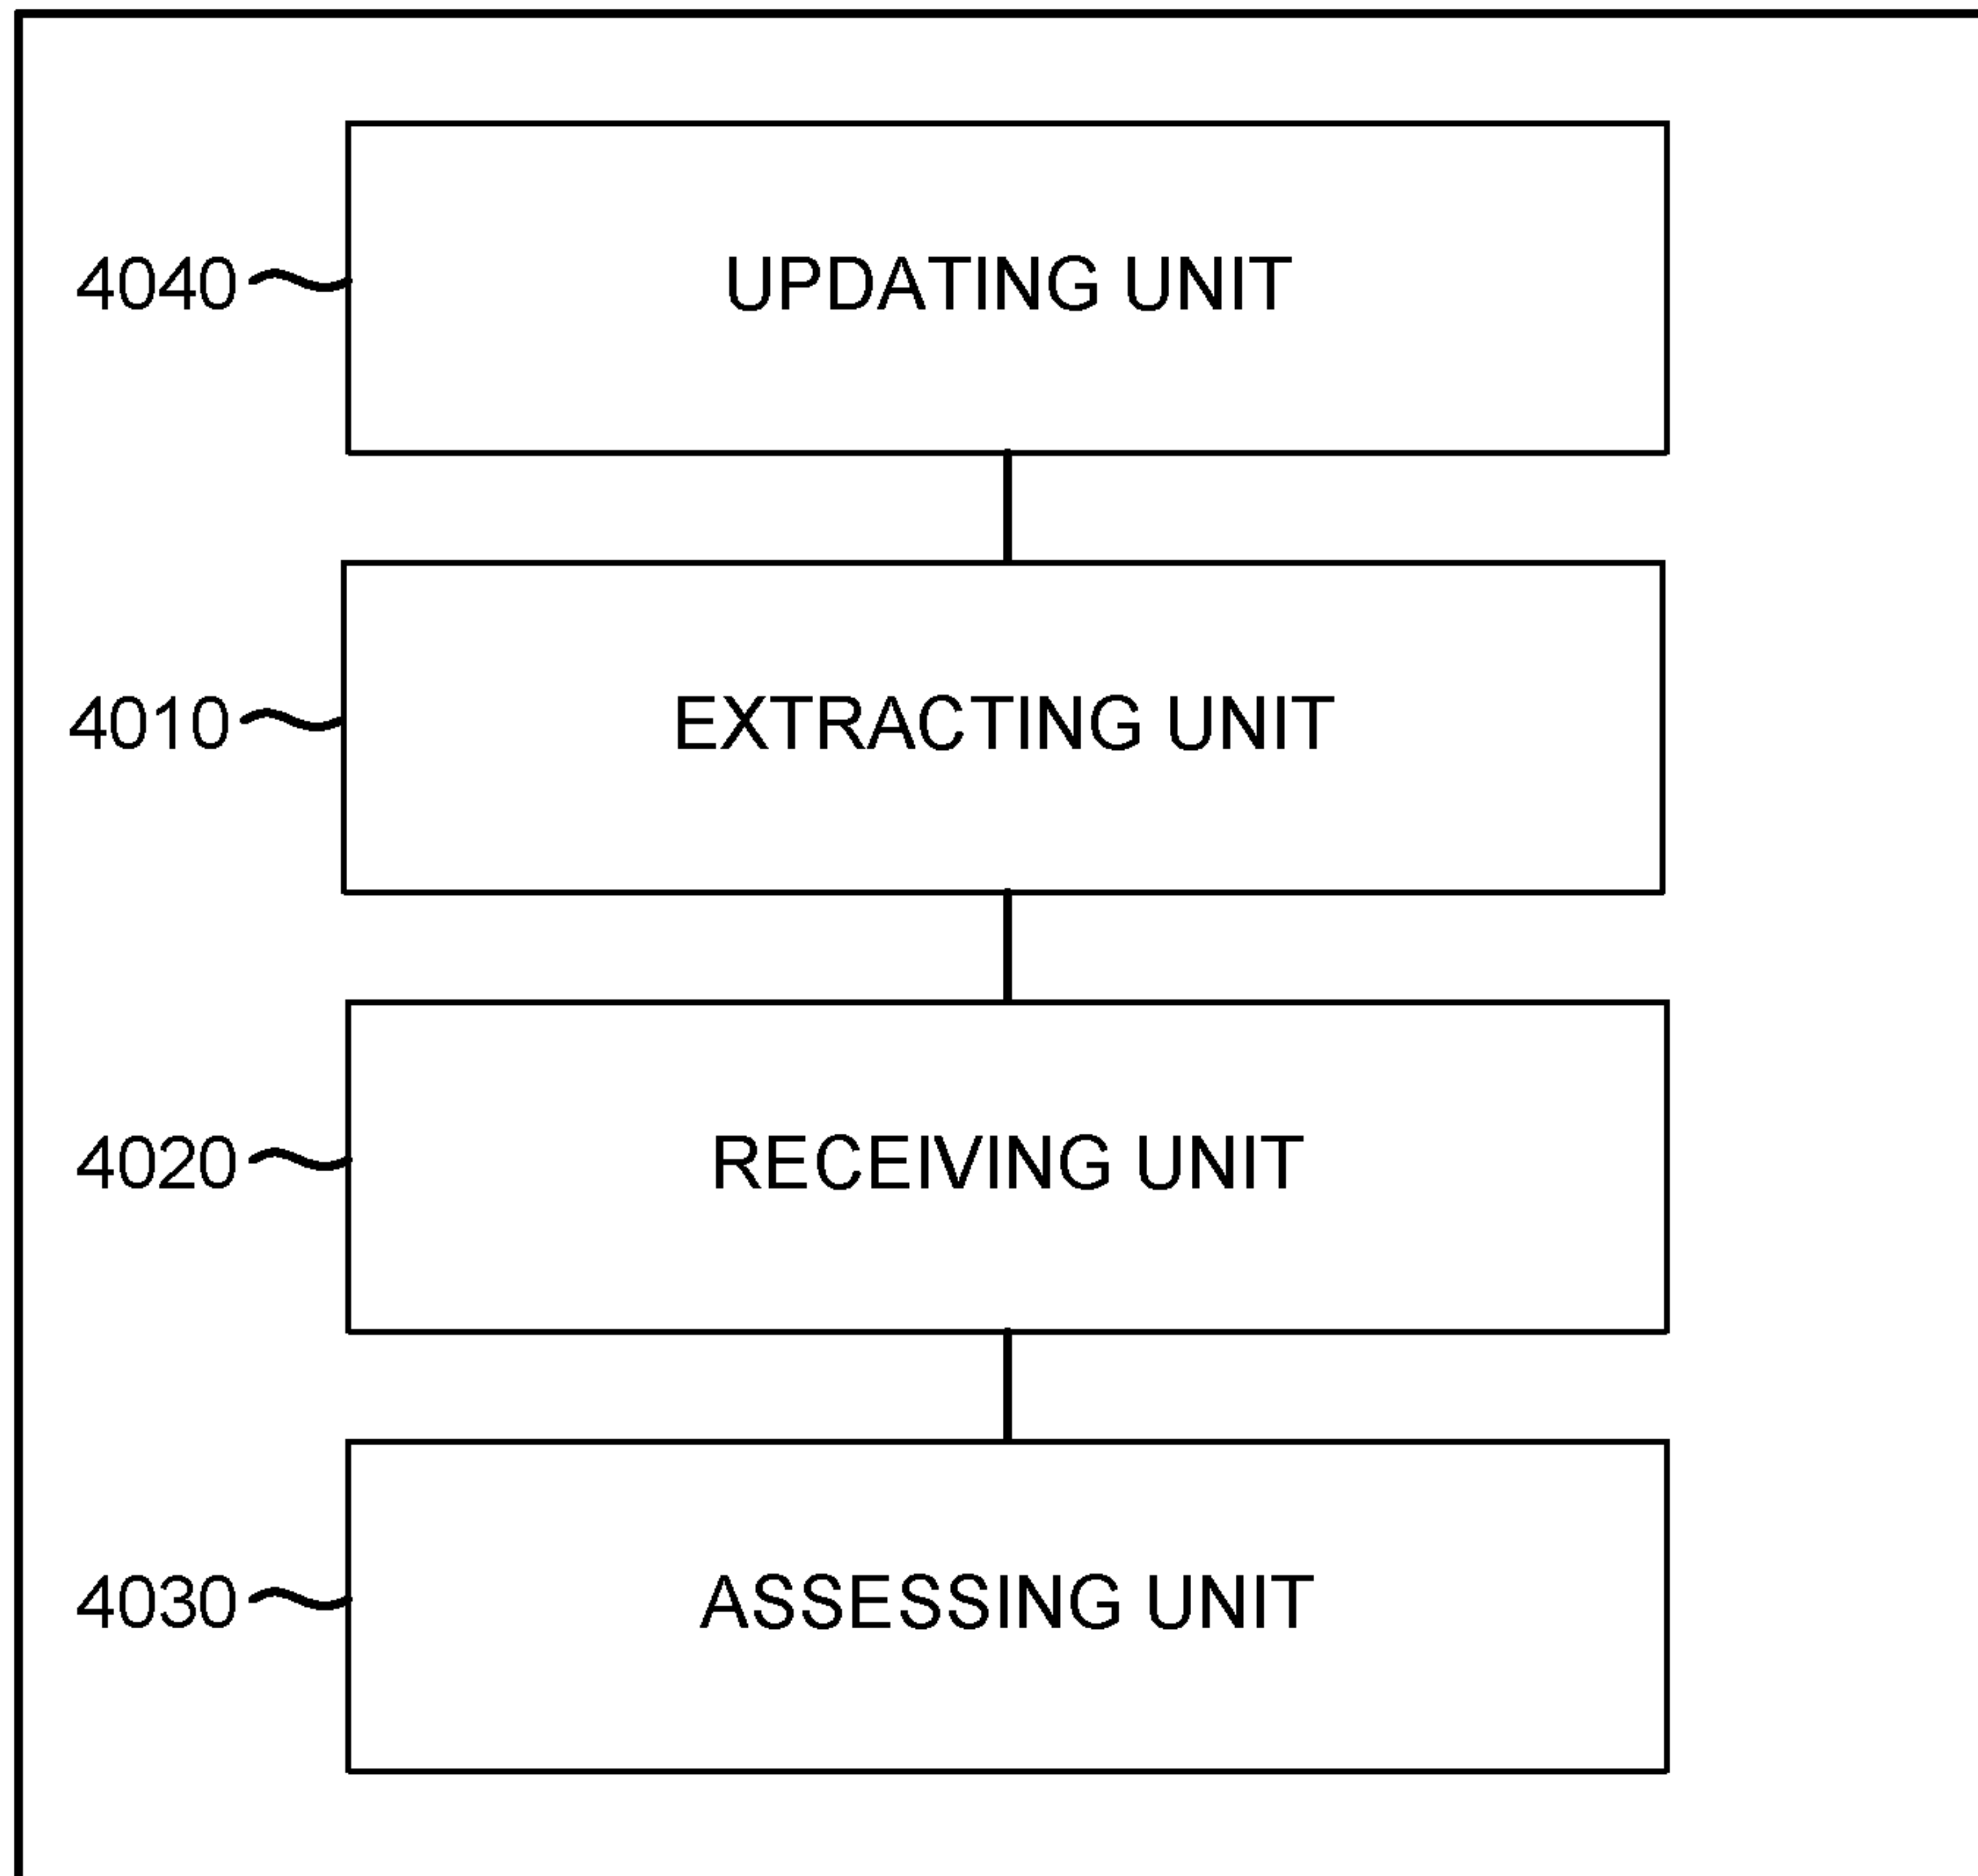 4040 UPDATING UNIT
4010 EXTRACTING UNIT
4020 RECEIVING UNIT
4030 ASSESSING UNIT